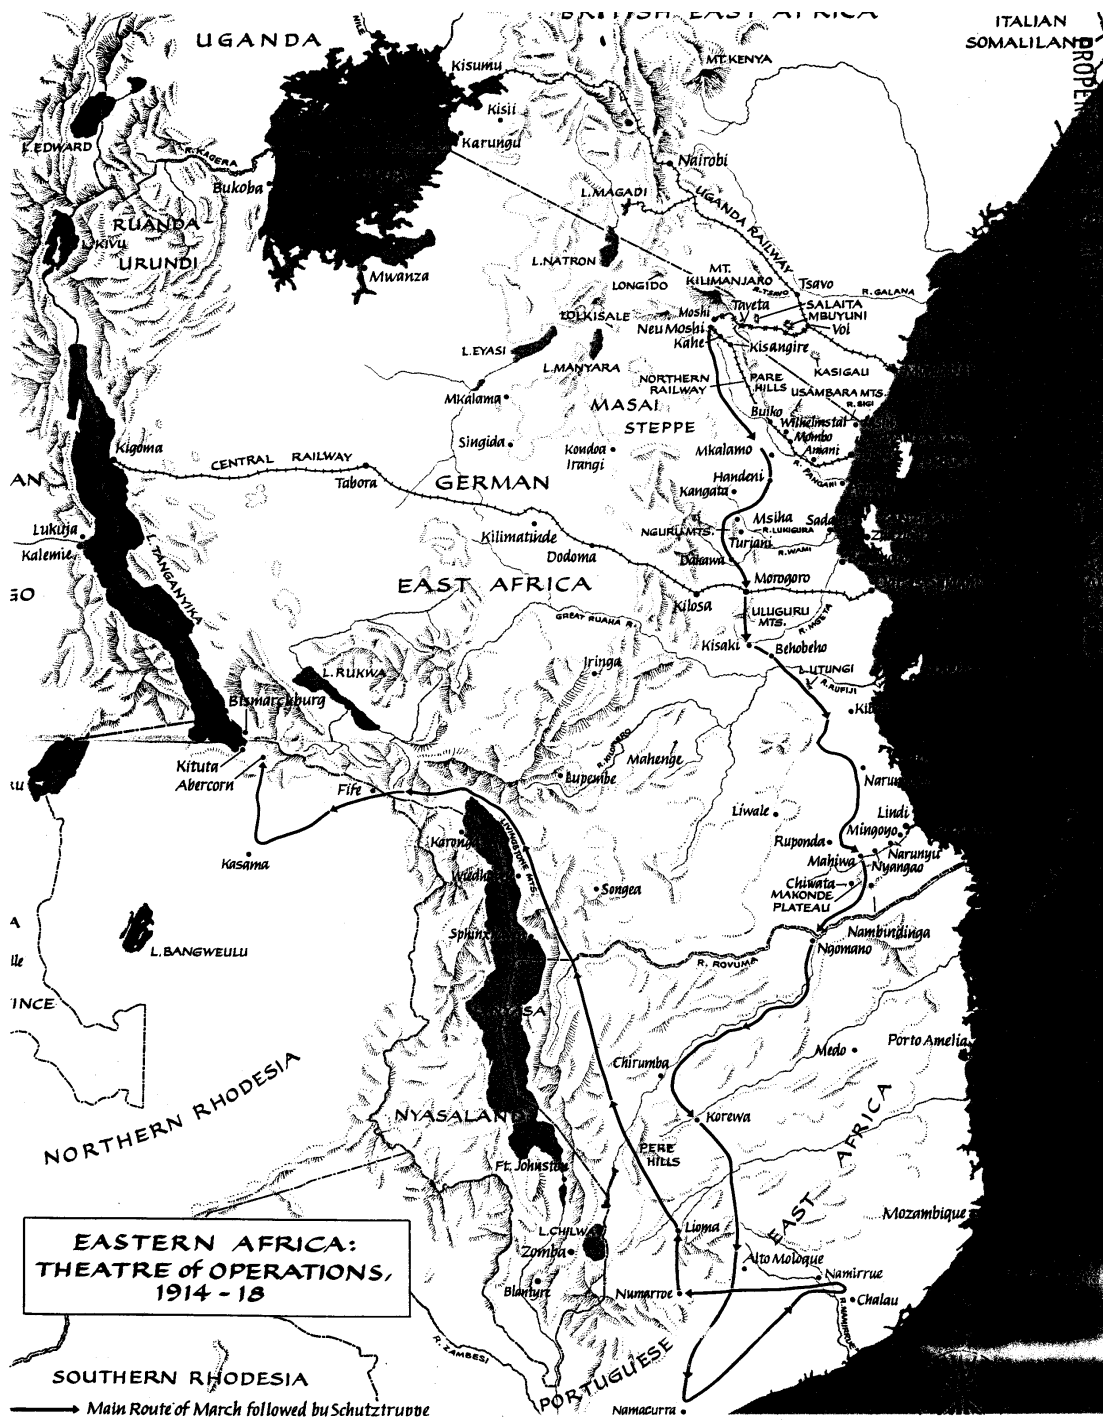 BRITISH EAST AFRICA
ITALIAN
SOMALILAND
UGANDA
Kisumu
MT. KENYA
Kisii
L. EDWARD
Karungu
R. KAGERA
Nairobi
Bukoba
L. MAGADI
UGANDA RAILWAY
RUANDA
L. KIVU
URUNDI
Mwanza
L. NATRON
MT.
KILIMANJARO
LONGIDO
Tsavo
R. TSAVO
R. GALANA
Taveta
SALAITA
MBUYUNI
Moshi
LOLKISALE
Neu Moshi
Voi
Kahe
Kisangire
L. EYASI
L. MANYARA
KASIGAU
NORTHERN
RAILWAY
PARE
HILLS
USAMBARA MTS.
R. SIGI
Mkalama
MASAI
STEPPE
Buiko
Wilhelmstal
Mombo
Amani
Singida
Kondoa
Irangi
Mkalamo
Kigoma
R. PANGANI
CENTRAL RAILWAY
Tabora
GERMAN
Handeni
Kangata
Msiha
Lukuja
Kilimatinde
NGURU MTS.
R. LUKIGURA
Turiani
Kalemie
Dodoma
R. WAMI
Dakawa
EAST AFRICA
Morogoro
L. TANGANYIKA
Kilosa
ULUGURU
MTS.
GREAT RUAHA R.
Kisaki
Behobeho
Iringa
L. RUKWA
L. UTUNGI
R. RUFIJI
Bismarckburg
Mahenge
Kituta
Abercorn
Lupembe
Fife
Liwale
Lindi
Mingoyo
Karonga
LIVINGSTONE MTS.
Ruponda
Narunyu
Kasama
Mahiwa
Nyangao
Songea
Chiwata
MAKONDE
PLATEAU
Nambindinga
Ngomano
L. BANGWEULU
R. ROVUMA
Porto Amelia
Medo
Chirumba
NORTHERN RHODESIA
NYASALAND
Korewa
PERE
HILLS
Ft. Johnston
EAST AFRICA
Mozambique
L. CHILWA
Lioma
Zomba
Alto Moloque
Namirrue
Blantyre
Numarroe
Chalau
EASTERN AFRICA:
THEATRE of OPERATIONS,
1914-18
R. ZAMBESI
PORTUGUESE
SOUTHERN RHODESIA
Namacurra
Main Route of March followed by Schutztruppe